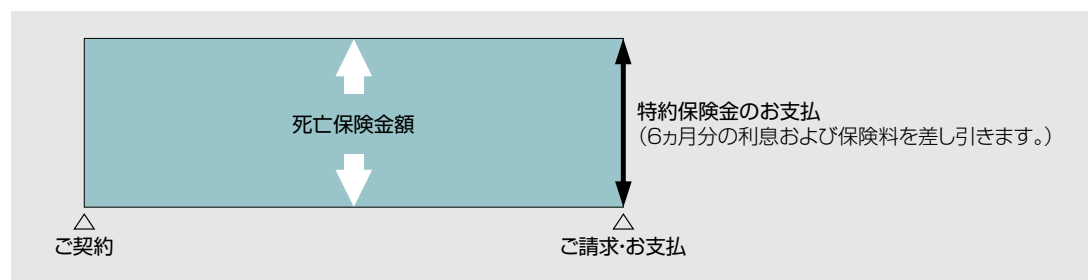 死亡保険金額
特約保険金のお支払
（6ヵ月分の利息および保険料を差し引きます。）
ご契約
ご請求・お支払